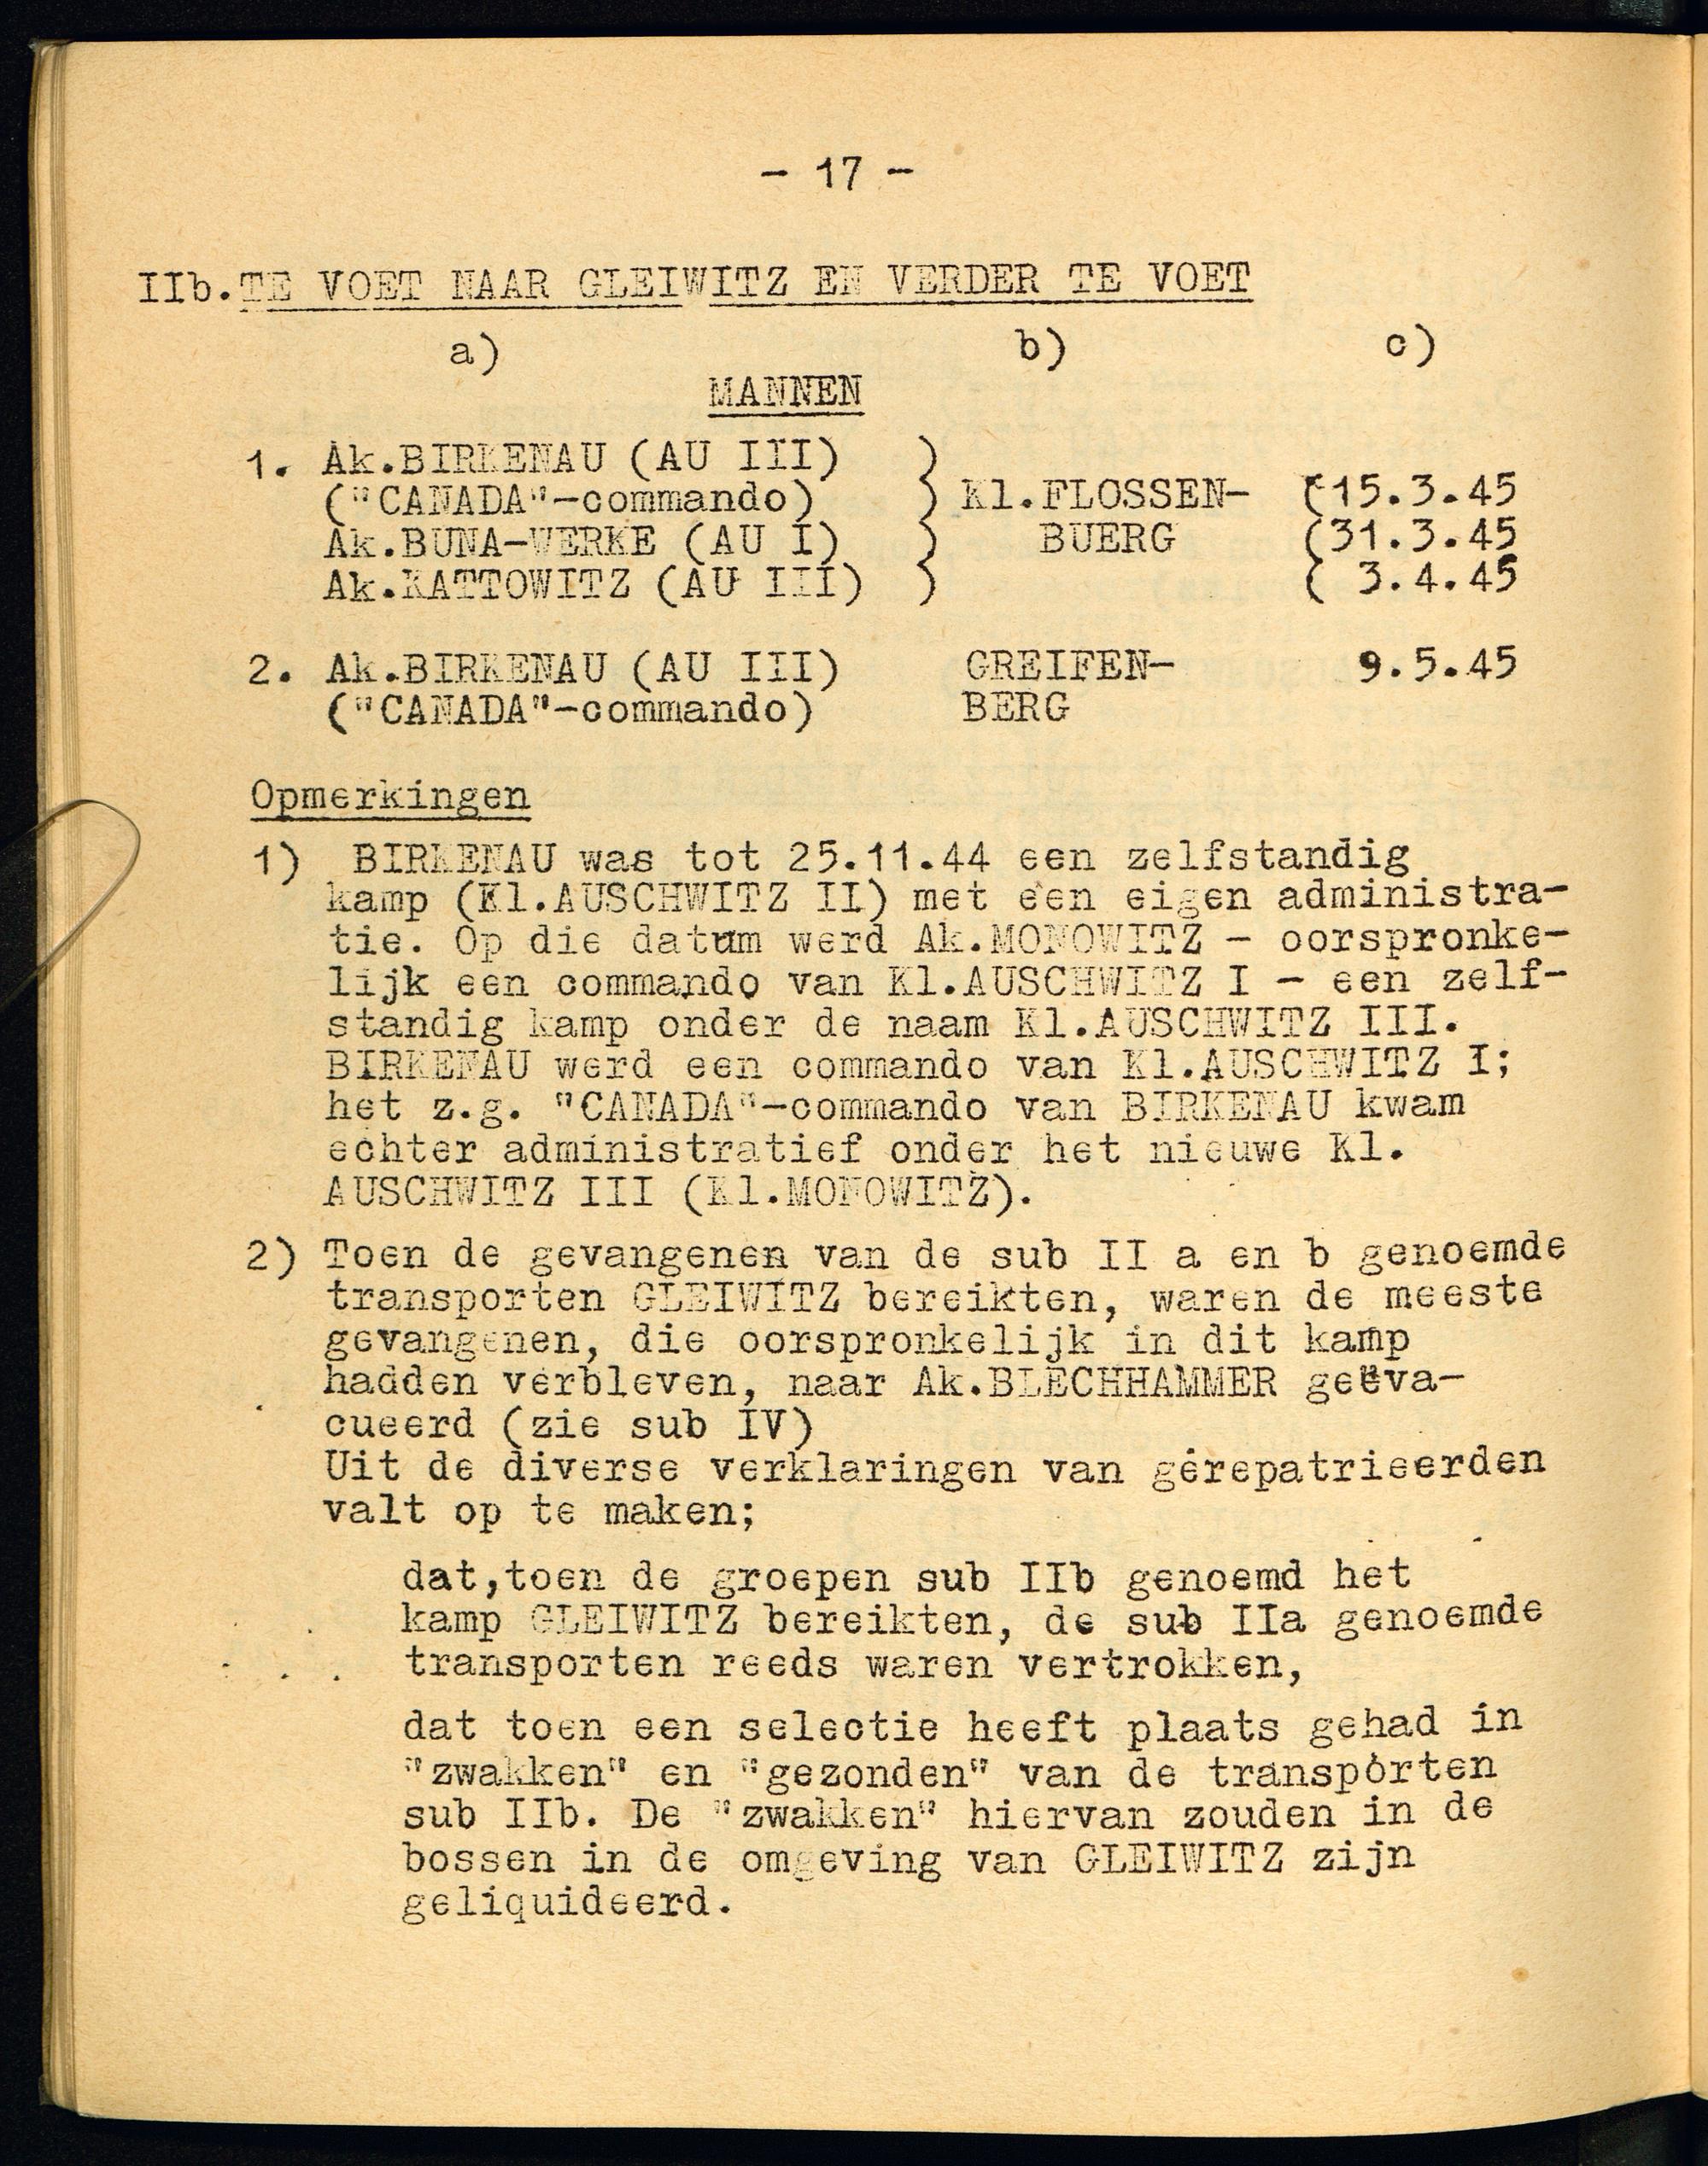 - 17 -
IIb. TE VOET NAAR GLEIWITZ EN VERDER TE VOET
a) b) c)
MANNEN
1. Ak.BIRKENAU (AU III) )
("CANADA"-commando) ) Kl.FLOSSEN- (15.3.45
Ak.BUNA-WERKE (AU I) ) BUERG (31.3.45
Ak.KATTOWITZ (AU III) ) ( 3.4.45
2. Ak.BIRKENAU (AU III) GREIFEN- 9.5.45
("CANADA"-commando) BERG
Opmerkingen
1) BIRKENAU was tot 25.11.44 een zelfstandig
kamp (Kl.AUSCHWITZ II) met een eigen administra-
tie. Op die datum werd Ak.MONOWITZ - oorspronke-
lijk een commando van Kl.AUSCHWITZ I - een zelf-
standig kamp onder de naam Kl.AUSCHWITZ III.
BIRKENAU werd een commando van Kl.AUSCHWITZ I;
het z.g. "CANADA"-commando van BIRKENAU kwam
echter administratief onder het nieuwe Kl.
AUSCHWITZ III (Kl.MONOWITZ).
2) Toen de gevangenen van de sub II a en b genoemde
transporten GLEIWITZ bereikten, waren de meeste
gevangenen, die oorspronkelijk in dit kamp
hadden verbleven, naar Ak.BLECHHAMMER geëva-
cueerd (zie sub IV)
Uit de diverse verklaringen van gerepatrieerden
valt op te maken;
dat,toen de groepen sub IIb genoemd het
kamp GLEIWITZ bereikten, de sub IIa genoemde
transporten reeds waren vertrokken,
dat toen een selectie heeft plaats gehad in
"zwakken" en "gezonden" van de transporten
sub IIb. De "zwakken" hiervan zouden in de
bossen in de omgeving van GLEIWITZ zijn
geliquideerd.